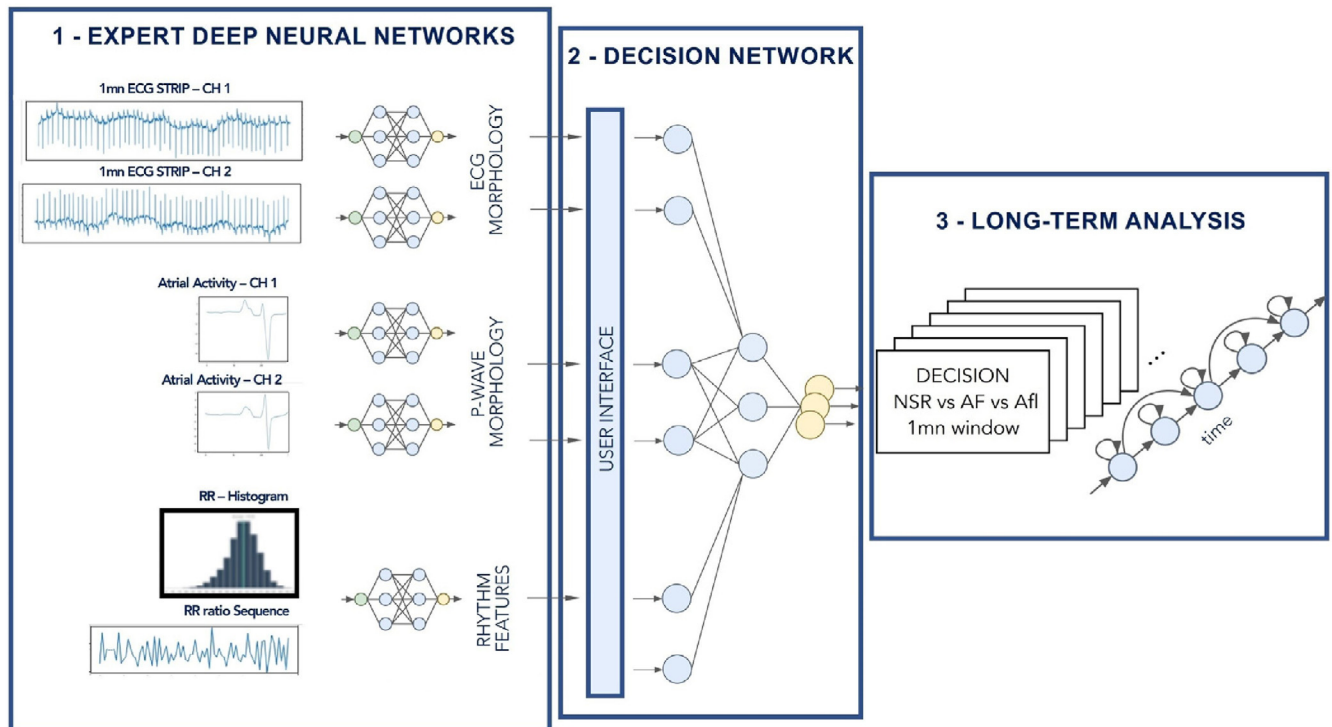 1 - EXPERT DEEP NEURAL NETWORKS
1mn ECG STRIP – CH 1
1mn ECG STRIP – CH 2
ECG
MORPHOLOGY
Atrial Activity – CH 1
Atrial Activity – CH 2
P-WAVE
MORPHOLOGY
RR – Histogram
RR ratio Sequence
RHYTHM
FEATURES
2 - DECISION NETWORK
USER INTERFACE
3 - LONG-TERM ANALYSIS
DECISION
NSR vs AF vs Afl
1mn window
...
time